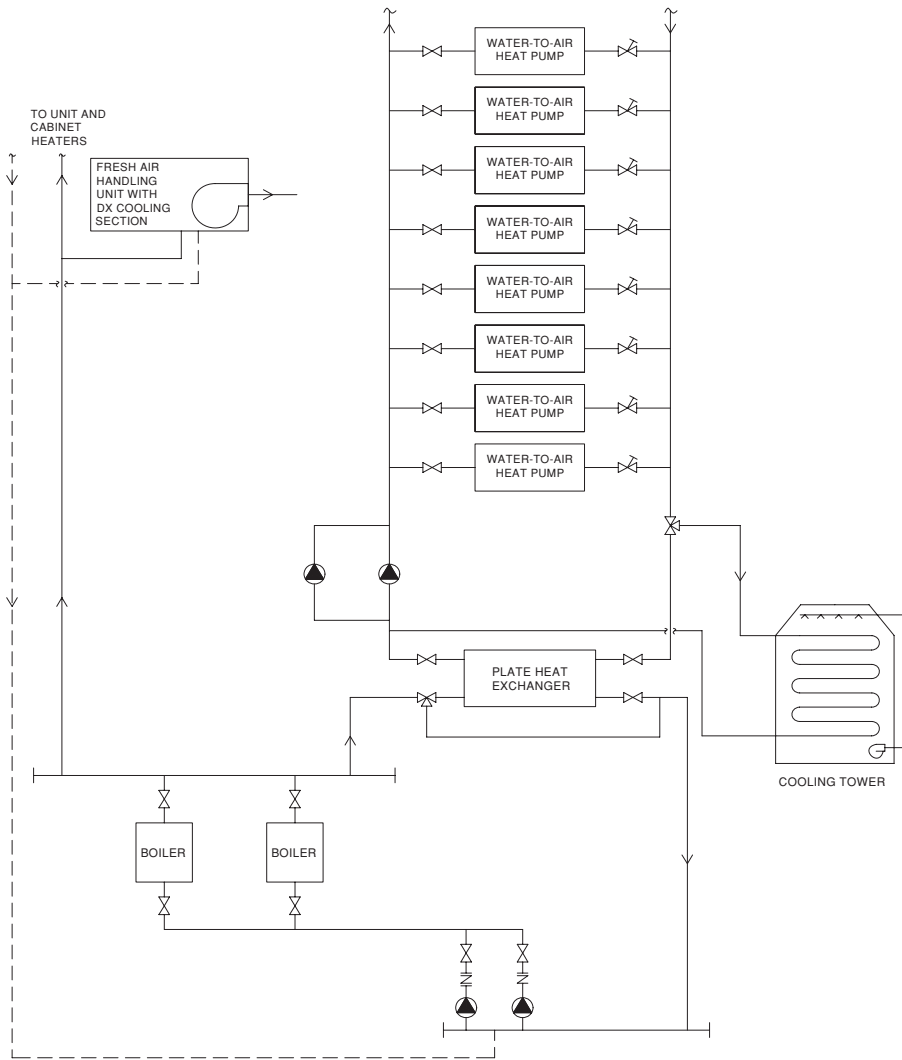 WATER-TO-AIR
HEAT PUMP
WATER-TO-AIR
HEAT PUMP
TO UNIT AND
CABINET
HEATERS
FRESH AIR
HANDLING
UNIT WITH
DX COOLING
SECTION
WATER-TO-AIR
HEAT PUMP
WATER-TO-AIR
HEAT PUMP
WATER-TO-AIR
HEAT PUMP
WATER-TO-AIR
HEAT PUMP
WATER-TO-AIR
HEAT PUMP
WATER-TO-AIR
HEAT PUMP
PLATE HEAT
EXCHANGER
COOLING TOWER
BOILER
BOILER